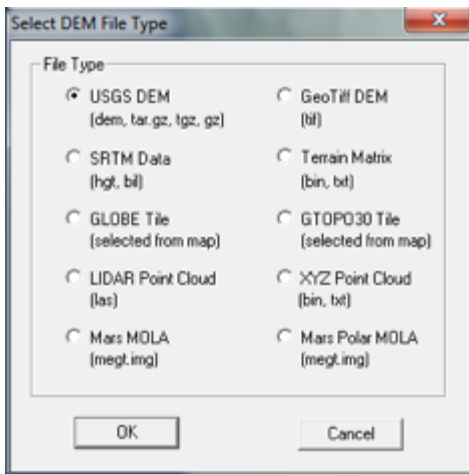 Select DEM File Type
File Type
USGS DEM
(dem, tar.gz, tgz, gz)
GeoTiff DEM
(tif)
SRTM Data
(hgt, bil)
Terrain Matrix
(bin, txt)
GLOBE Tile
(selected from map)
GTOPO30 Tile
(selected from map)
LIDAR Point Cloud
(las)
XYZ Point Cloud
(bin, txt)
Mars MOLA
(megt.img)
Mars Polar MOLA
(megt.img)
OK
Cancel